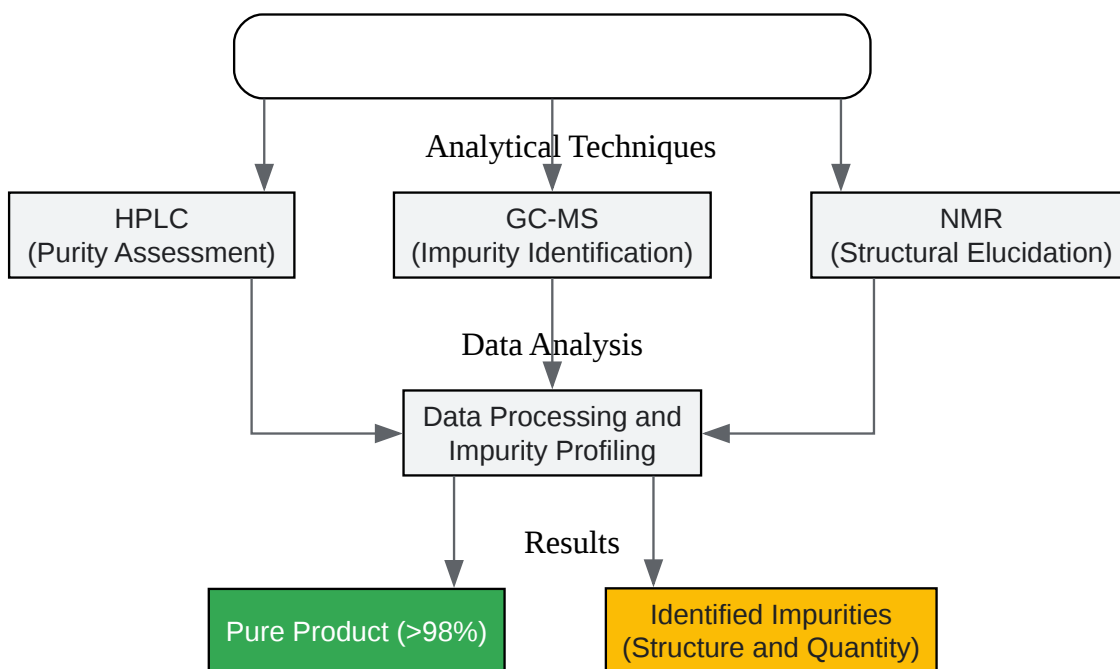 Analytical Techniques
HPLC
(Purity Assessment)
GC-MS
(Impurity Identification)
NMR
(Structural Elucidation)
Data Analysis
Data Processing and
Impurity Profiling
Results
Pure Product (>98%)
Identified Impurities
(Structure and Quantity)